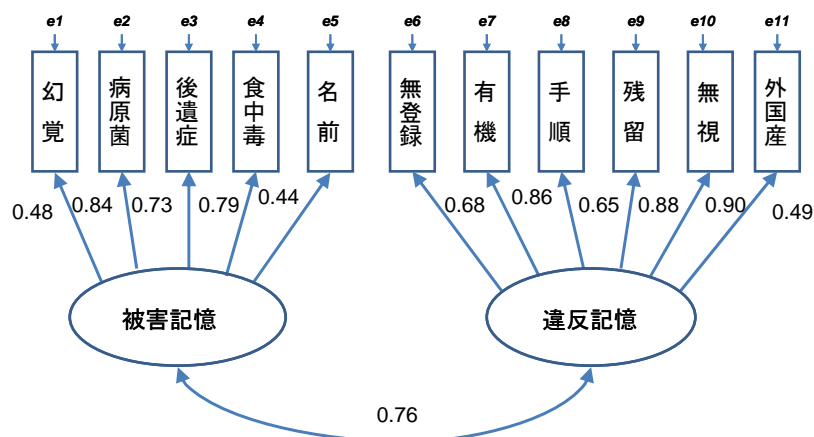 e1 e2 e3 e4 e5 e6 e7 e8 e9 e10 e11
幻覚 病原菌 後遺症 食中毒 名前 無登録 有機 手順 残留 無視 外国産
0.48 0.84 0.73 0.79 0.44 0.68 0.86 0.65 0.88 0.90 0.49
被害記憶 違反記憶
0.76